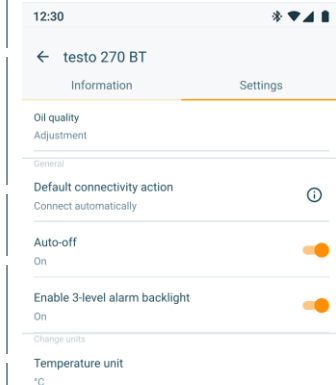 12:30
testo 270 BT
Information Settings
Oil quality
Adjustment
General
Default connectivity action
Connect automatically
Auto-off
On
Enable 3-level alarm backlight
On
Change units
Temperature unit
°C